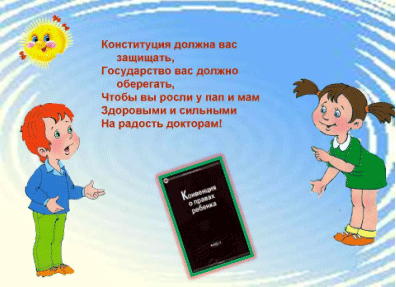 Конституция должна вас
защищать,
Государство вас должно
оберегать,
Чтобы вы росли у пап и мам
Здоровыми и сильными
На радость докторам!
Конвенция
о правах
ребенка